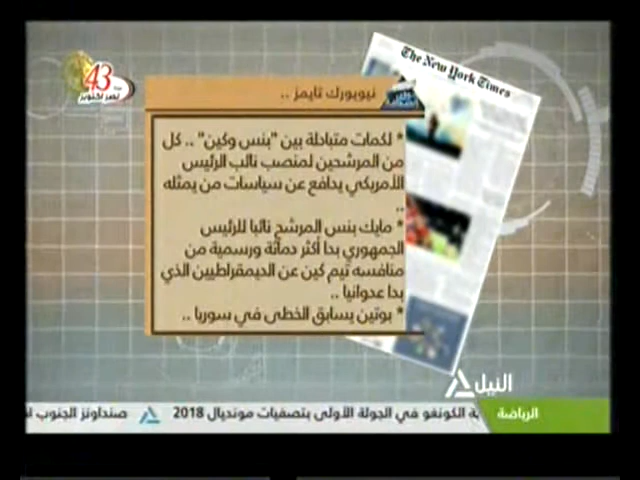 43
نصر أكتوبر
The New York Times
نيويورك تايمز ..
* لكمات متبادلة بين "بنس وكين" .. كل
من المرشحين لمنصب نائب الرئيس
الأمريكي يدافع عن سياسات من يمثله
..
* مايك بنس المرشح نائبا للرئيس
الجمهوري بدا أكثر دماثة ورسمية من
منافسه تيم كين عن الديمقراطيين الذي
بدا عدوانيا ..
* بوتين يسابق الخطى في سوريا ..
النيل
الرياضة
ية الكونغو في الجولة الأولى بتصفيات مونديال 2018
صنداونز الجنوب